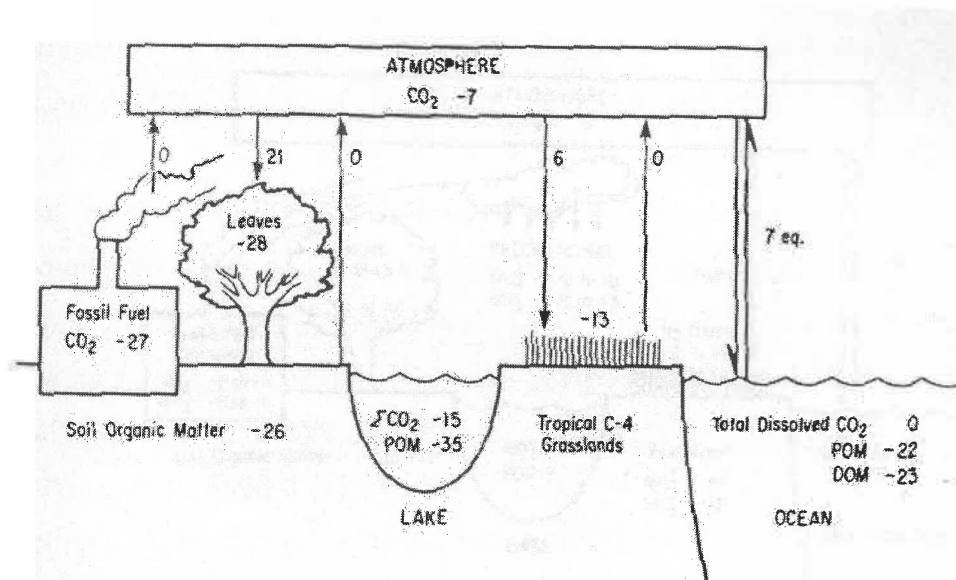 ATMOSPHERE
CO₂ -7
0
21
0
6
0
7 eq.
Leaves
-28
Fossil Fuel
CO₂ -27
-13
Soil Organic Matter -26
ΣCO₂ -15
POM -35
Tropical C-4
Grasslands
Total Dissolved CO₂ 0
POM -22
DOM -23
LAKE
OCEAN